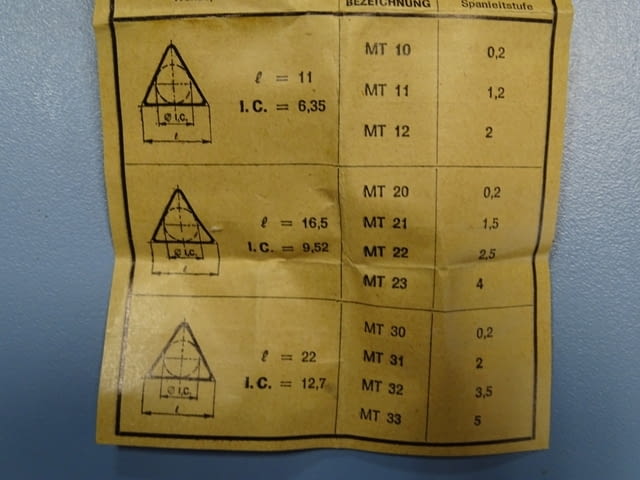 BEZEICHNUNG Spanleitstufe
ℓ = 11
I.C. = 6,35
Ø I.C.
ℓ
MT 10 0,2
MT 11 1,2
MT 12 2
ℓ = 16,5
I.C. = 9,52
Ø I.C.
ℓ
MT 20 0,2
MT 21 1,5
MT 22 2,5
MT 23 4
ℓ = 22
I.C. = 12,7
Ø I.C.
ℓ
MT 30 0,2
MT 31 2
MT 32 3,5
MT 33 5